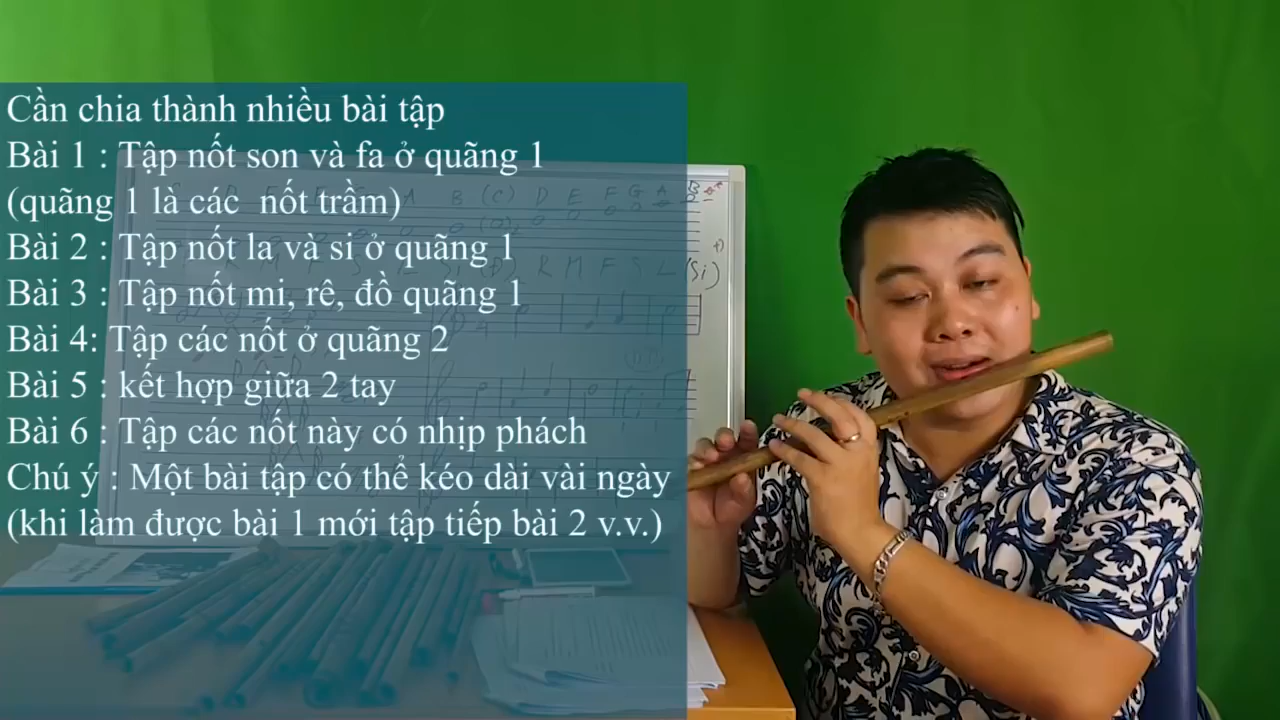 Cần chia thành nhiều bài tập
Bài 1 : Tập nốt son và fa ở quãng 1
(quãng 1 là các nốt trầm)
Bài 2 : Tập nốt la và si ở quãng 1
Bài 3 : Tập nốt mi, rê, đồ quãng 1
Bài 4: Tập các nốt ở quãng 2
Bài 5 : kết hợp giữa 2 tay
Bài 6 : Tập các nốt này có nhịp phách
Chú ý : Một bài tập có thể kéo dài vài ngày
(khi làm được bài 1 mới tập tiếp bài 2 v.v.)
B (C) D E F G A B
R M F S L (Si)